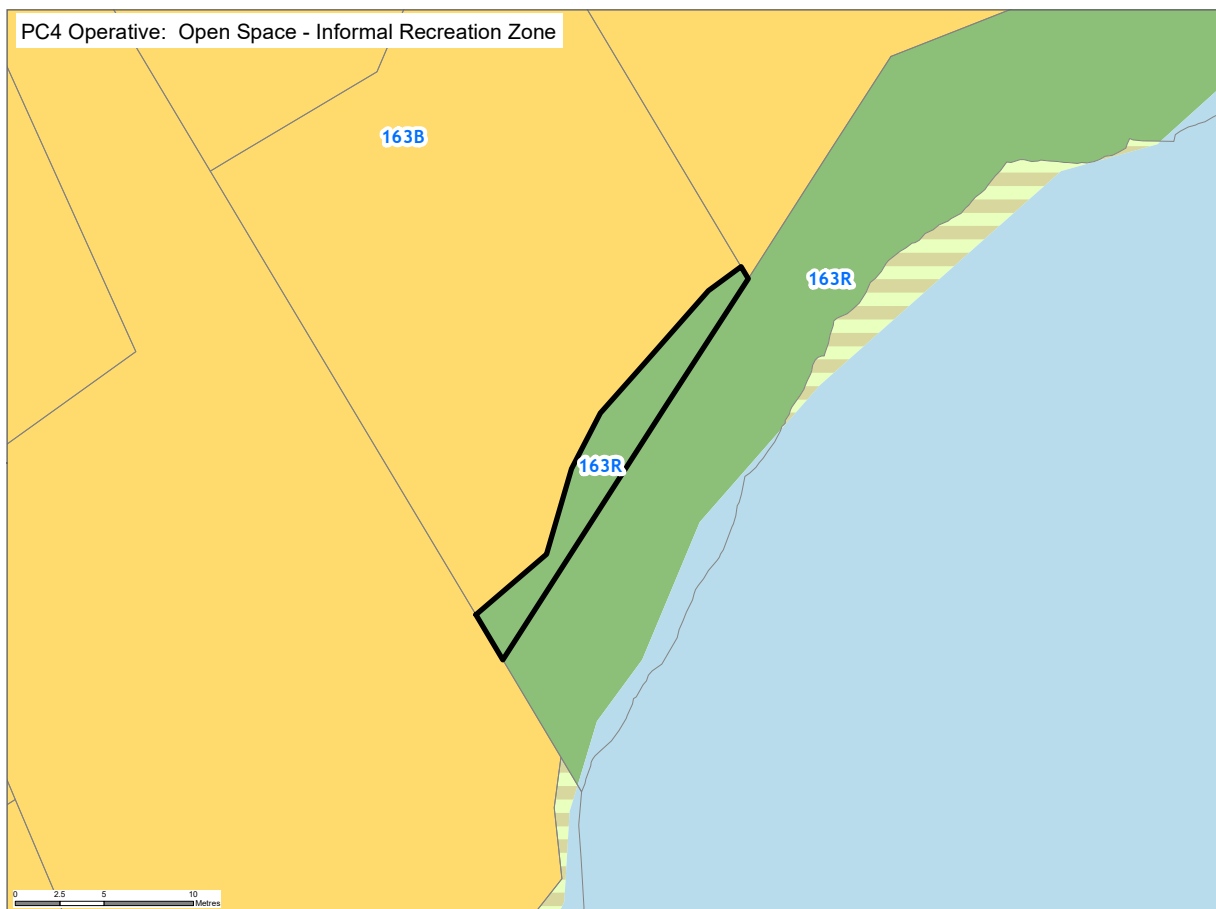 PC4 Operative:  Open Space - Informal Recreation Zone
163B
163R
163R
0 2.5 5 10
Metres